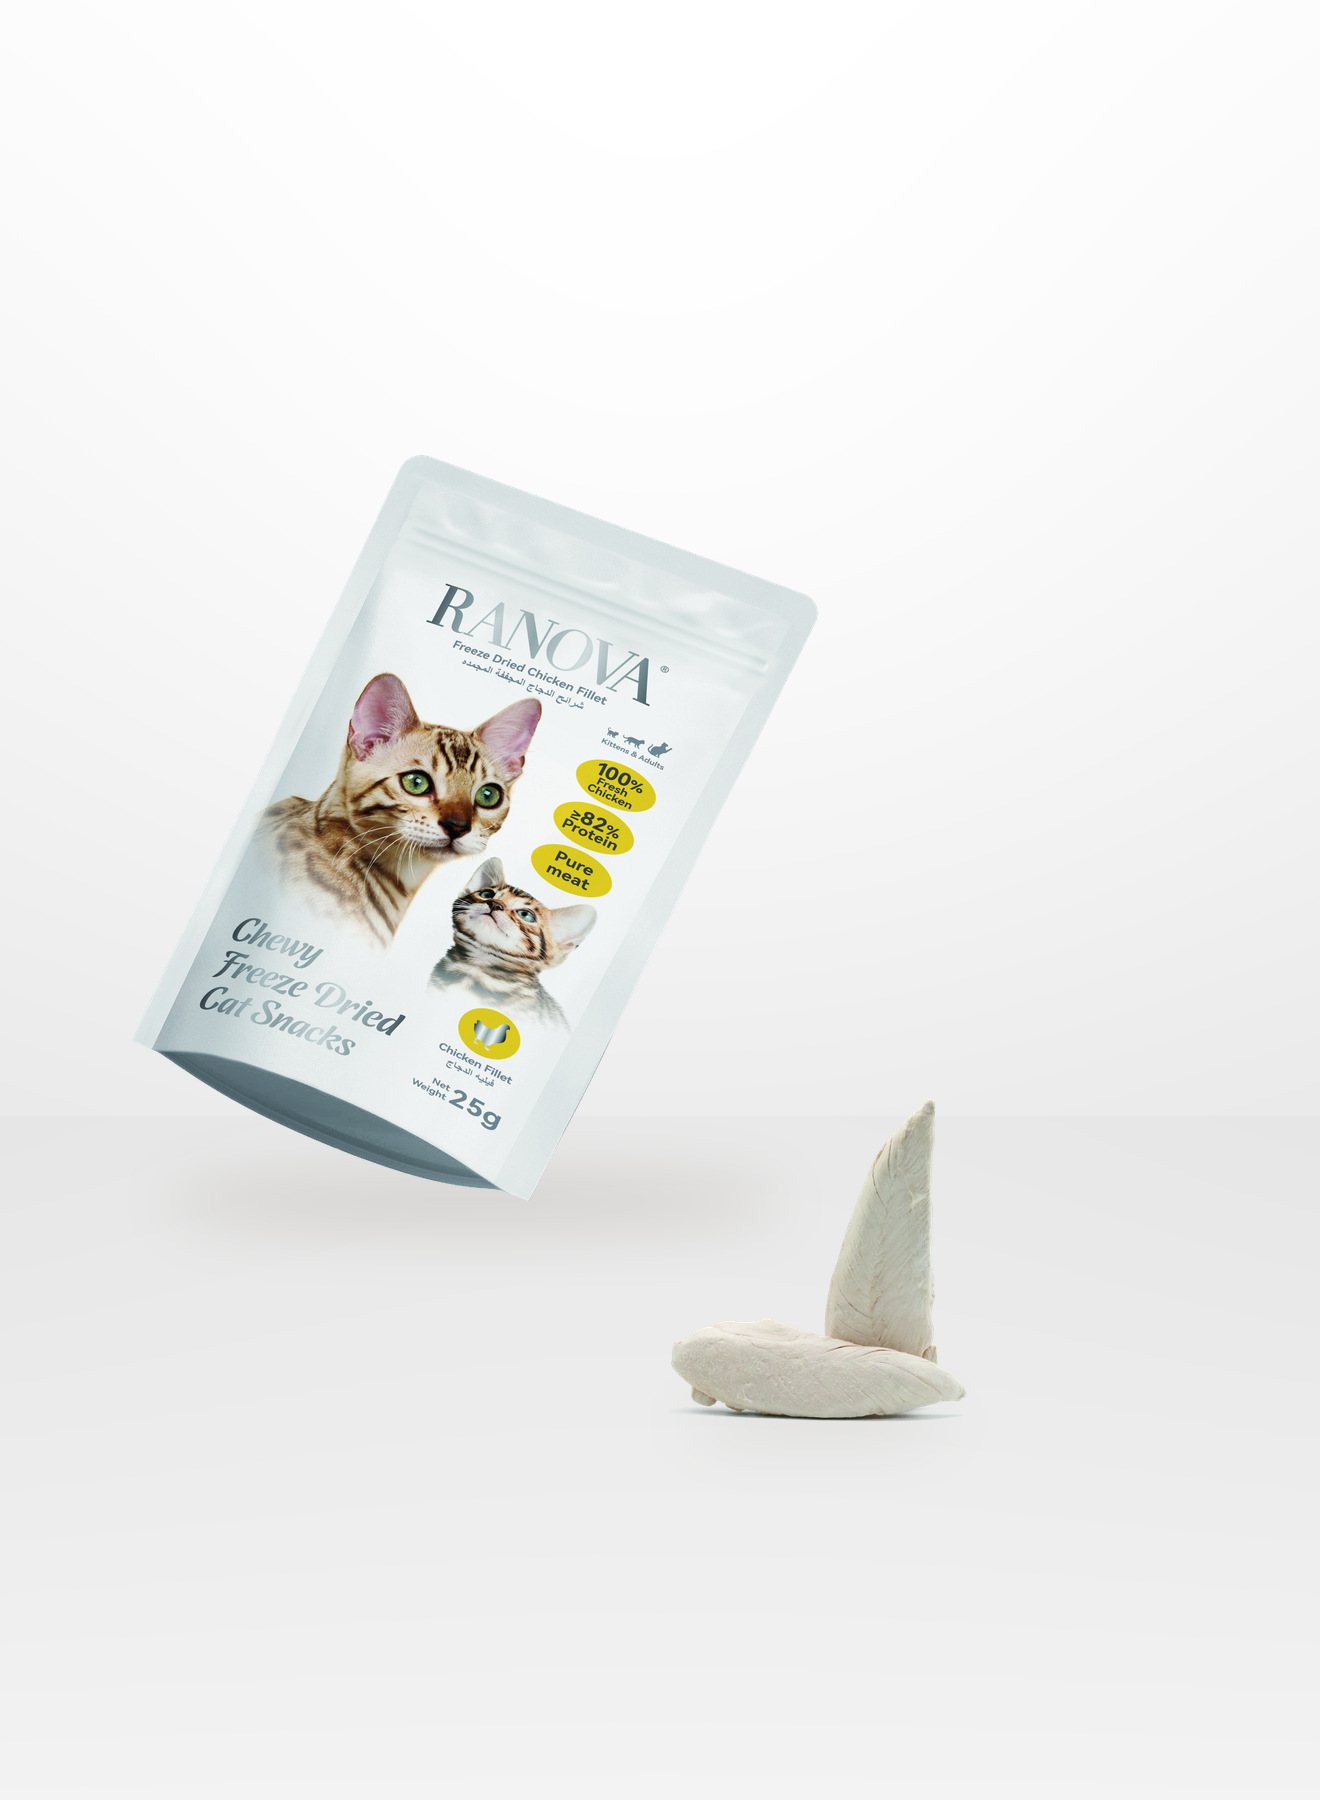 RANOVA®
Freeze Dried Chicken Fillet
شرائح الدجاج المجففة المجمده
Kittens & Adults
100%
Fresh
Chicken
≥82%
Protein
Pure
meat
Chewy
Freeze Dried
Cat Snacks
Chicken Fillet
فيليه الدجاج
Net
Weight 25g